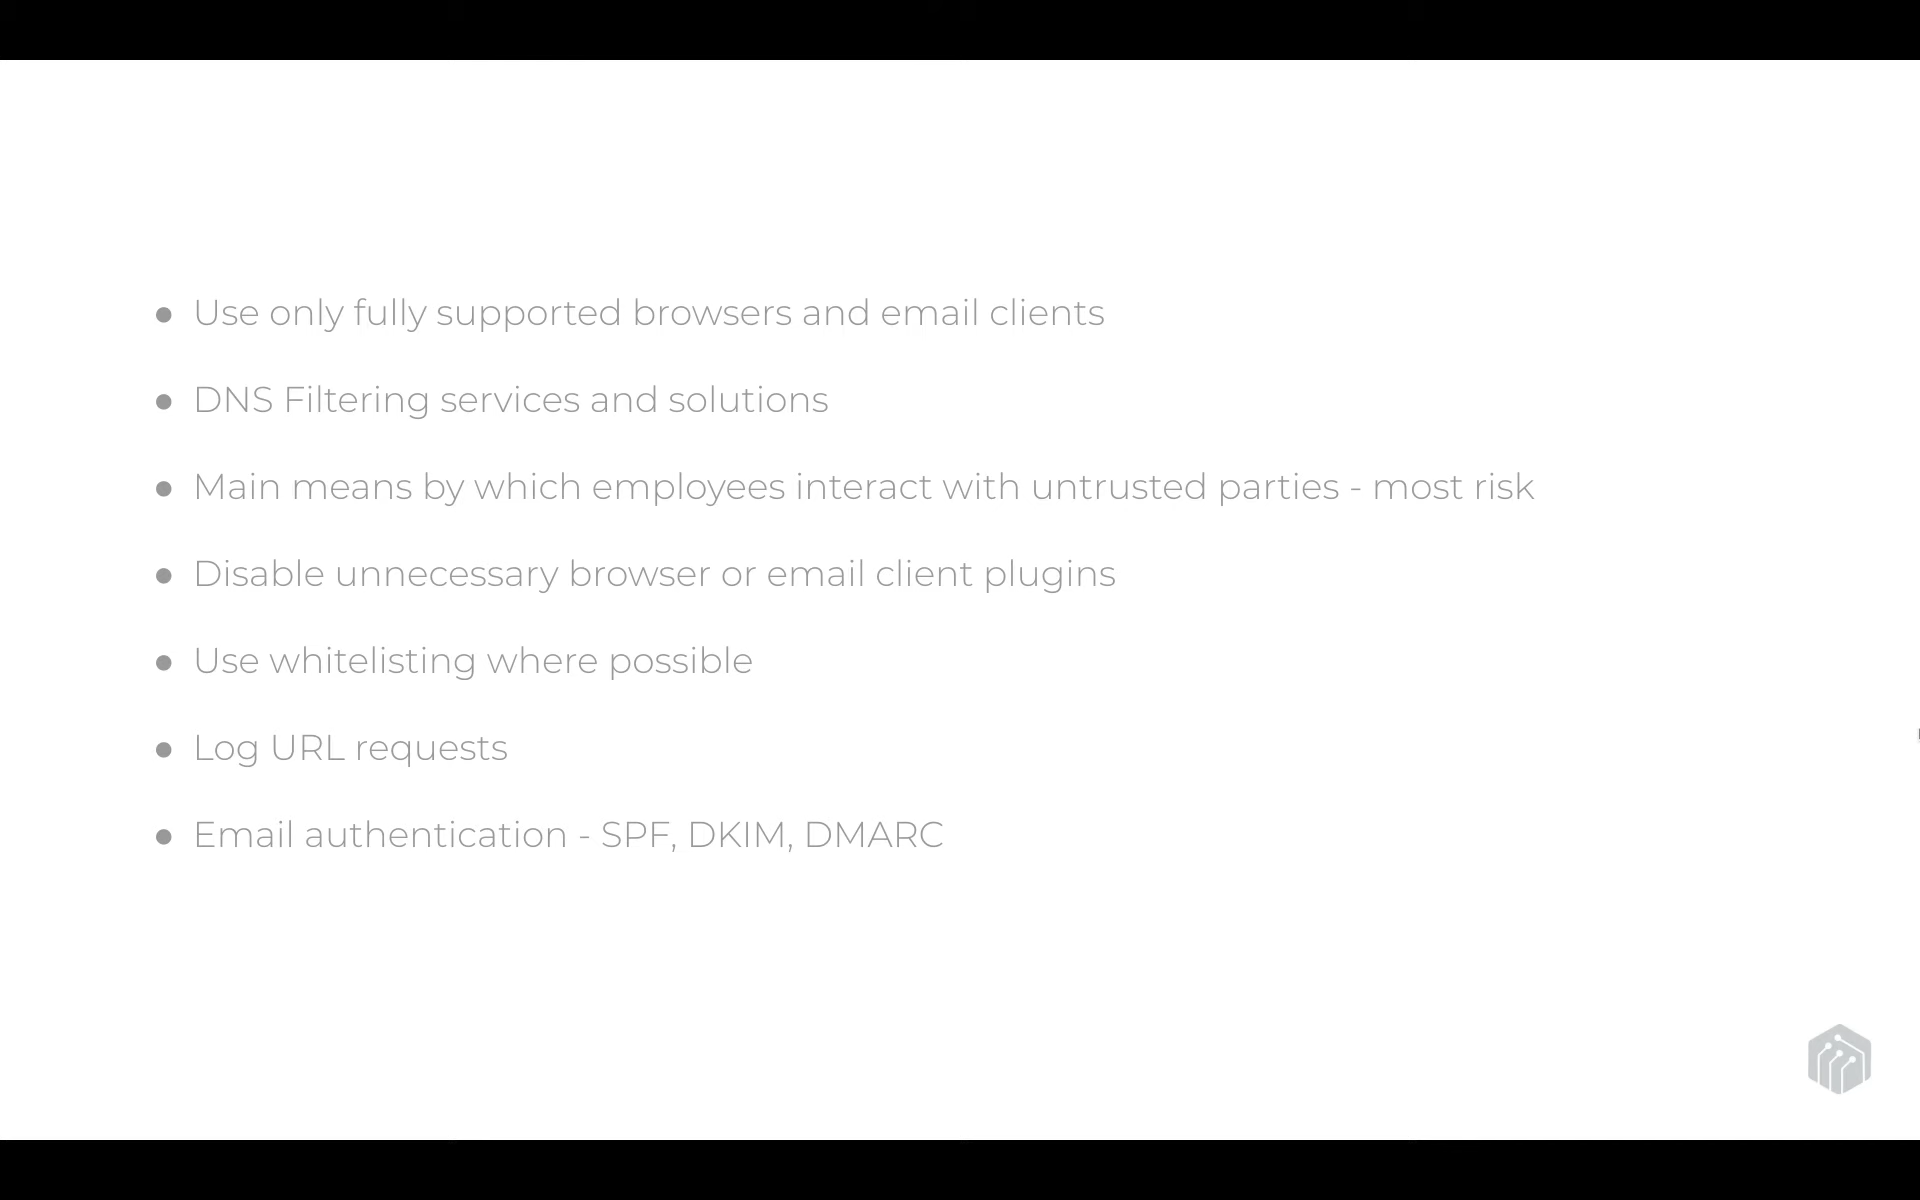 ● Use only fully supported browsers and email clients
● DNS Filtering services and solutions
● Main means by which employees interact with untrusted parties - most risk
● Disable unnecessary browser or email client plugins
● Use whitelisting where possible
● Log URL requests
● Email authentication - SPF, DKIM, DMARC